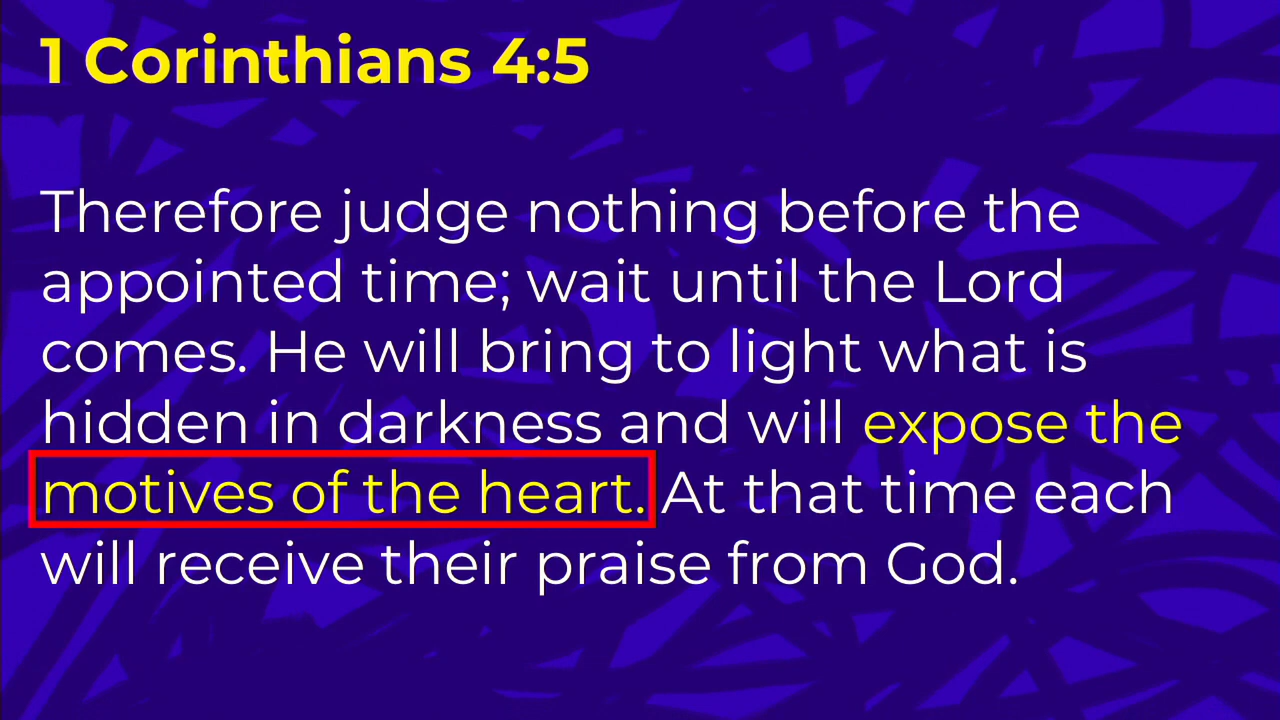 1 Corinthians 4:5
Therefore judge nothing before the
appointed time; wait until the Lord
comes. He will bring to light what is
hidden in darkness and will expose the
motives of the heart. At that time each
will receive their praise from God.